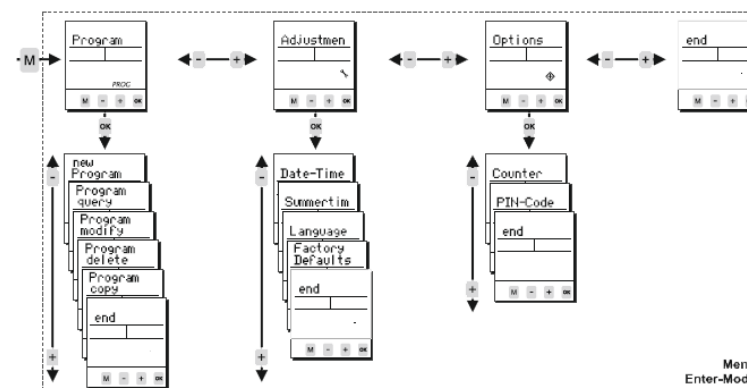 M
Program
PROC
M - + OK
- +
Adjustmen
M - + OK
- +
Options
M - + OK
- +
end
M - + OK
OK
OK
OK
-
new
Program
Program
query
Program
modify
Program
delete
Program
copy
end
M - + OK
+
-
Date-Time
Summertim
Language
Factory
Defaults
end
M - + OK
+
-
Counter
PIN-Code
end
M - + OK
+
Men
Enter-Mod